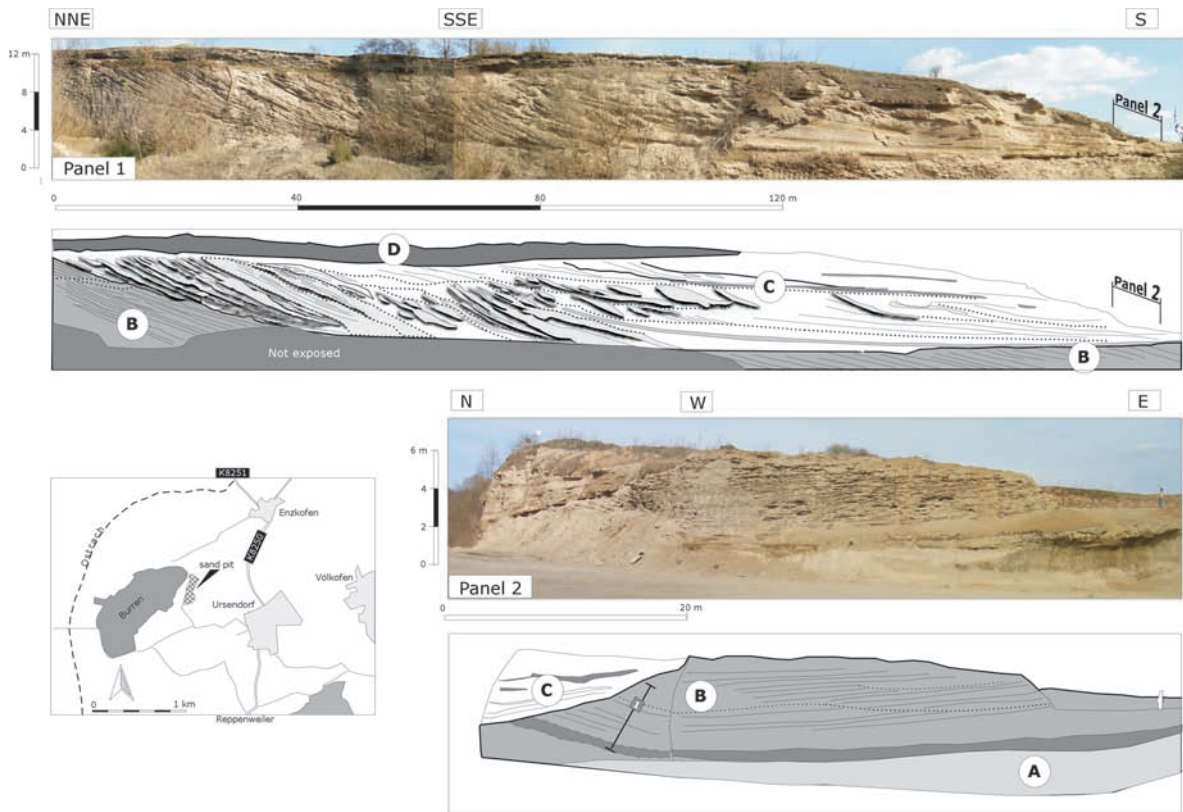 NNE
SSE
S
12 m
8
4
0
Panel 2
Panel 1
0
40
80
120 m
D
C
Panel 2
B
Not exposed
B
N
W
E
6 m
4
2
0
Panel 2
0
20 m
K8251
Enzkofen
Ostrach
K8250
sand pit
Völkofen
Burren
Ursendorf
0
1 km
Reppenweiler
C
B
A